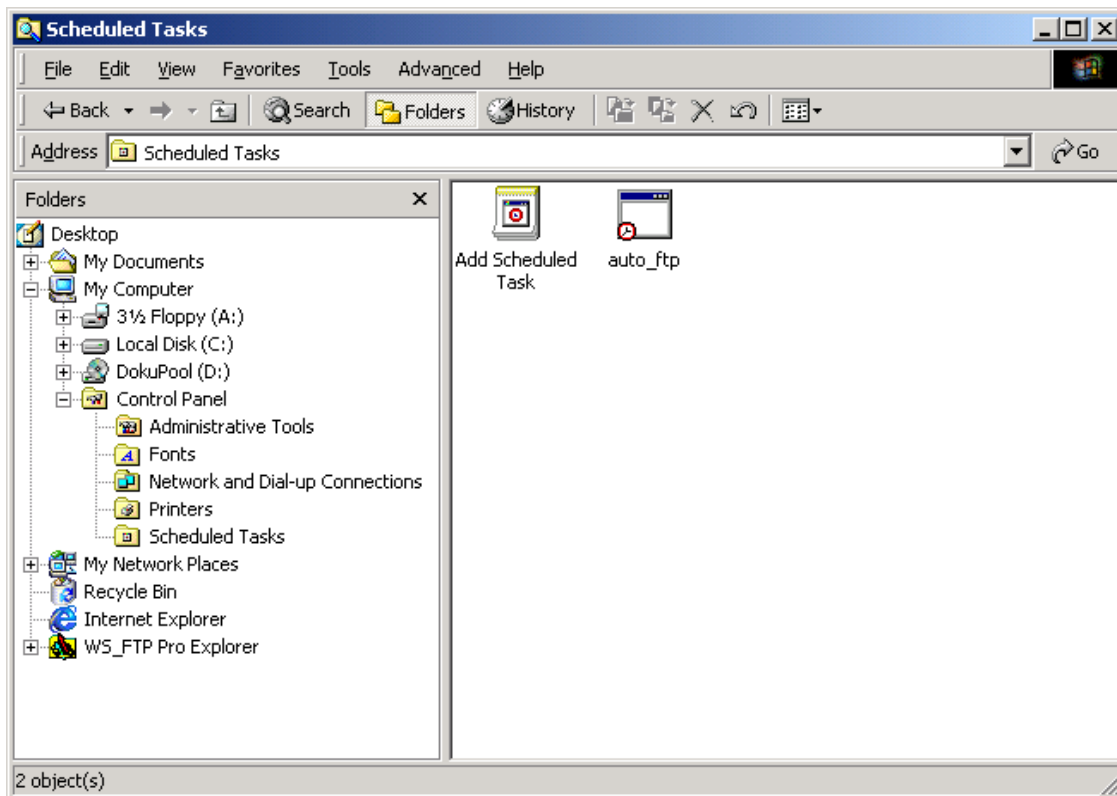 Scheduled Tasks
File Edit View Favorites Tools Advanced Help
Back Search Folders History
Address Scheduled Tasks Go
Folders
Desktop
My Documents
My Computer
3½ Floppy (A:)
Local Disk (C:)
DokuPool (D:)
Control Panel
Administrative Tools
Fonts
Network and Dial-up Connections
Printers
Scheduled Tasks
My Network Places
Recycle Bin
Internet Explorer
WS_FTP Pro Explorer
Add Scheduled Task
auto_ftp
2 object(s)